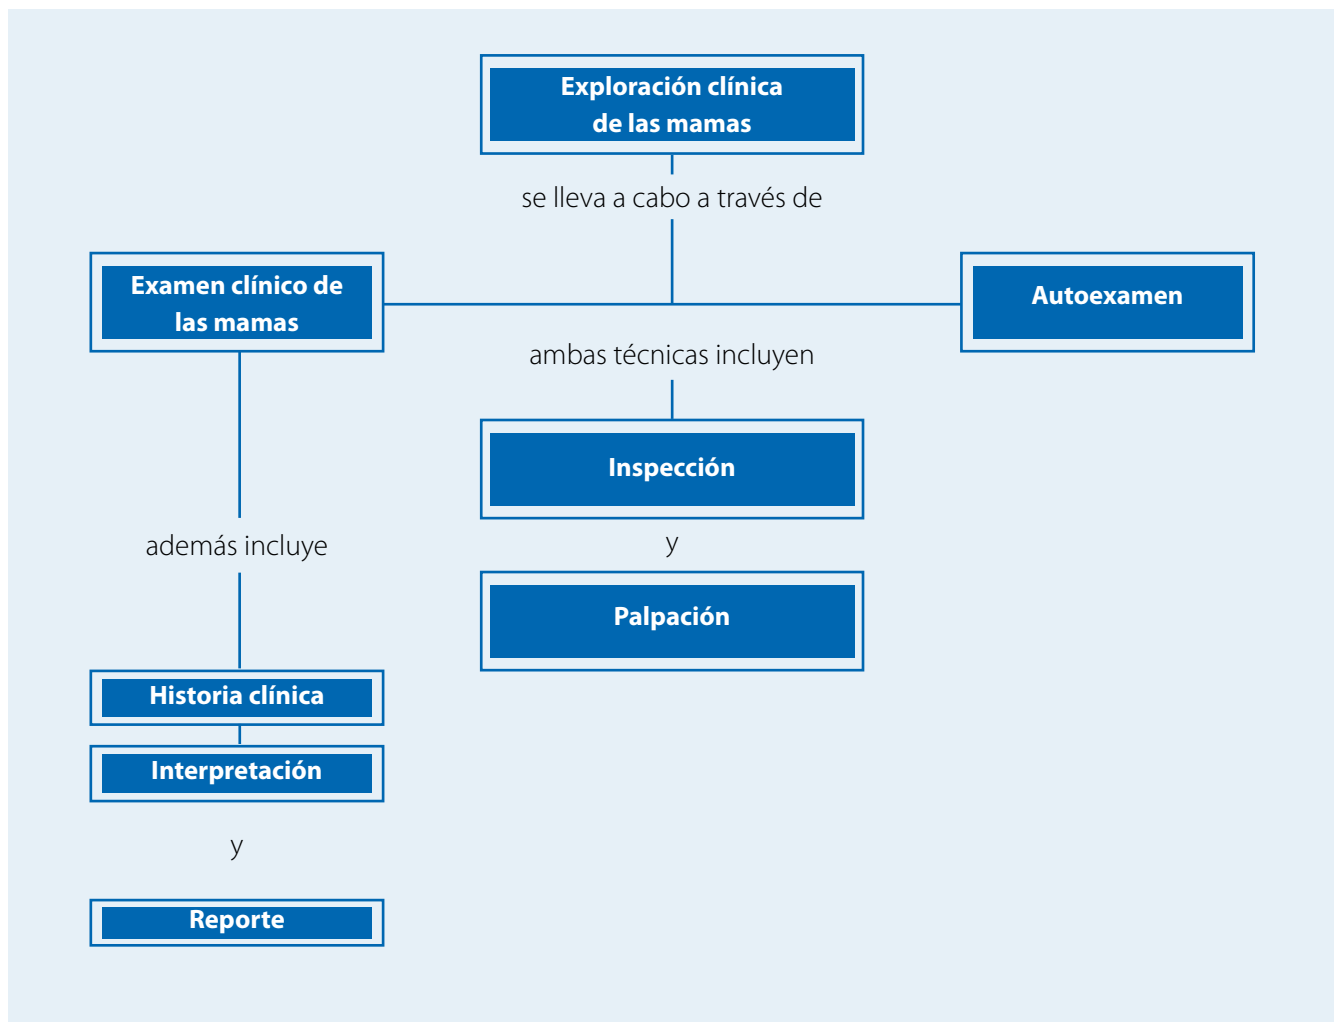 Exploración clínica
de las mamas
se lleva a cabo a través de
Examen clínico de
las mamas
Autoexamen
ambas técnicas incluyen
Inspección
y
Palpación
además incluye
Historia clínica
Interpretación
y
Reporte